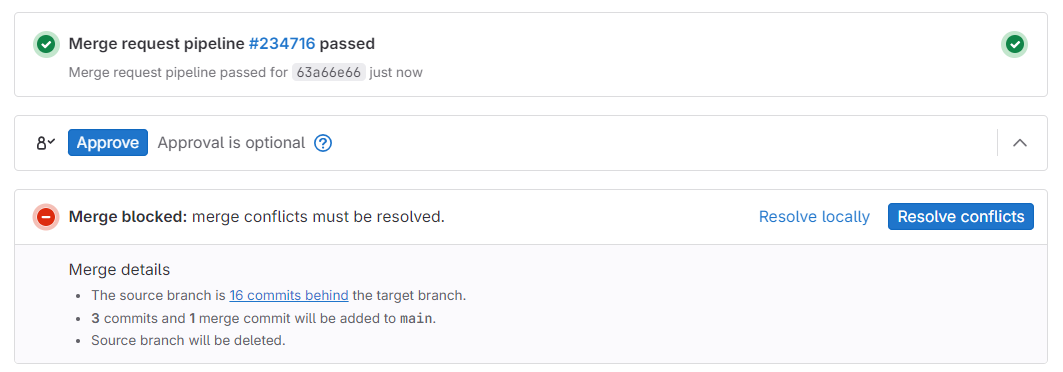 Merge request pipeline #234716 passed
Merge request pipeline passed for 63a66e66 just now
Approve Approval is optional ?
Merge blocked: merge conflicts must be resolved. Resolve locally Resolve conflicts
Merge details
• The source branch is 16 commits behind the target branch.
• 3 commits and 1 merge commit will be added to main.
• Source branch will be deleted.